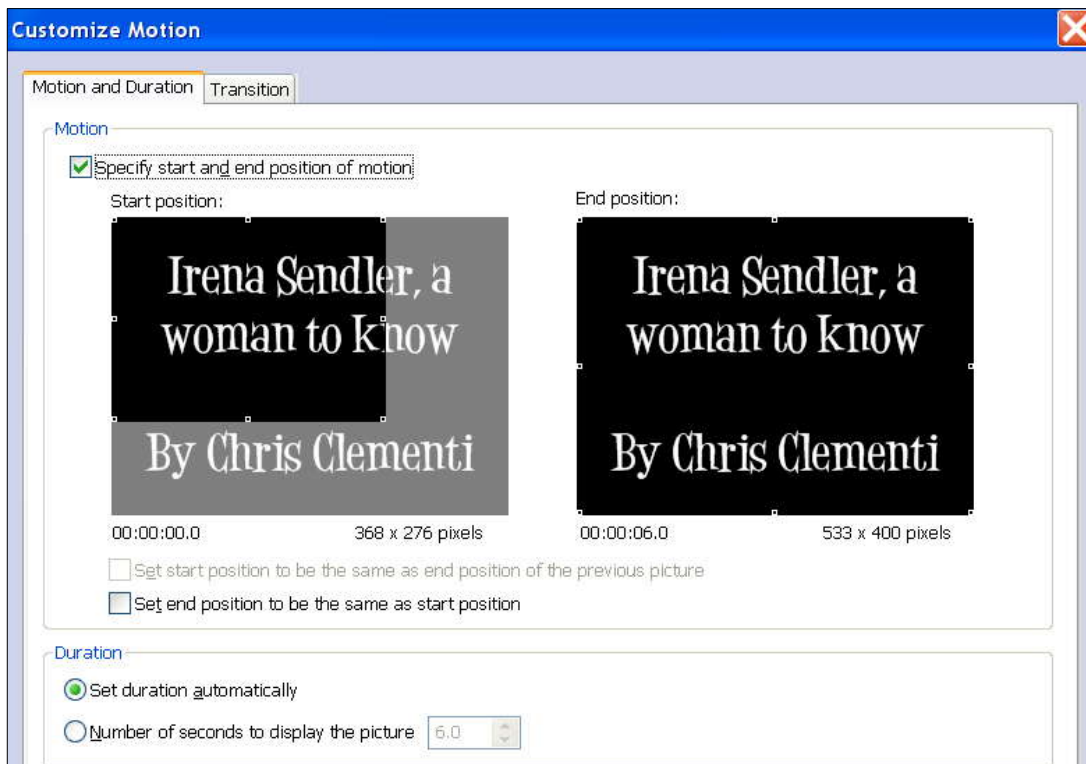 Customize Motion
Motion and Duration
Transition
Motion
Specify start and end position of motion
Start position:
End position:
Irena Sendler, a
woman to know
By Chris Clementi
Irena Sendler, a
woman to know
By Chris Clementi
00:00:00.0
368 x 276 pixels
00:00:06.0
533 x 400 pixels
Set start position to be the same as end position of the previous picture
Set end position to be the same as start position
Duration
Set duration automatically
Number of seconds to display the picture
6.0